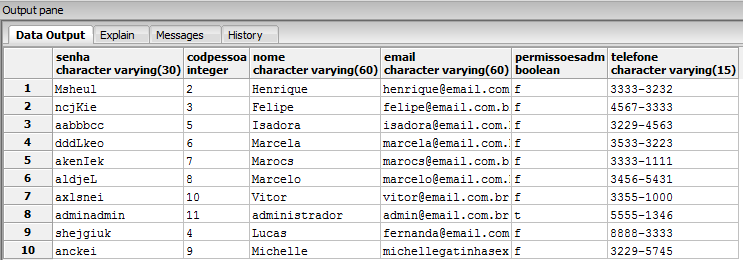 Output pane
Data Output Explain Messages History
senha codpessoa nome email permissoesadm telefone
character varying(30) integer character varying(60) character varying(60) boolean character varying(15)
1 Msheul 2 Henrique henrique@email.com f 3333-3232
2 ncjKie 3 Felipe felipe@email.com.b f 4567-3333
3 aabbbcc 5 Isadora isadora@email.com. f 3229-4563
4 dddLkeo 6 Marcela marcela@email.com. f 3533-3223
5 akenIek 7 Marocs marocs@email.com.b f 3333-1111
6 aldjeL 8 Marcelo marcelo@email.com. f 3456-5431
7 axlsnei 10 Vitor vitor@email.com.br f 3355-1000
8 adminadmin 11 administrador admin@email.com.br t 5555-1346
9 shejgiuk 4 Lucas fernanda@email.com f 8888-3333
10 anckei 9 Michelle michellegatinhasex f 3229-5745